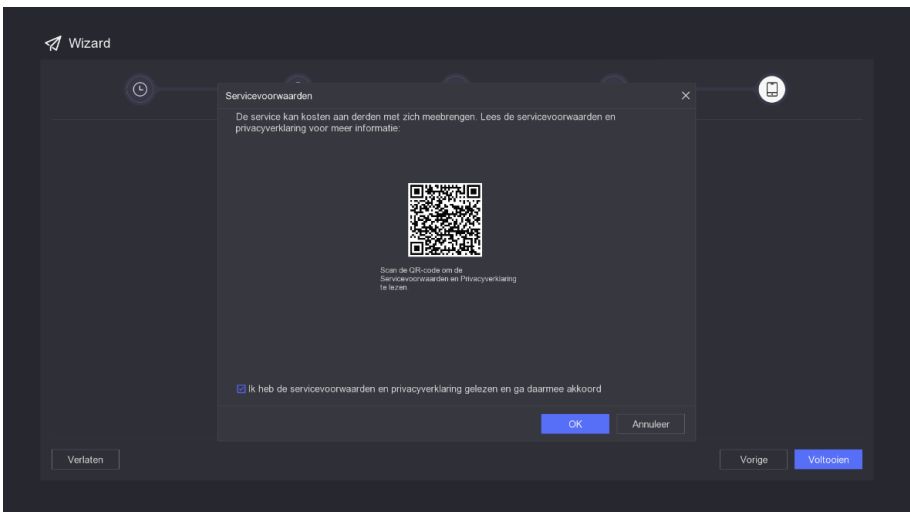 Wizard
Servicevoorwaarden
De service kan kosten aan derden met zich meebrengen. Lees de servicevoorwaarden en
privacyverklaring voor meer informatie:
Scan de QR-code om de
Servicevoorwaarden en Privacyverklaring
te lezen
Ik heb de servicevoorwaarden en privacyverklaring gelezen en ga daarmee akkoord
OK
Annuleer
Verlaten
Vorige
Voltooien